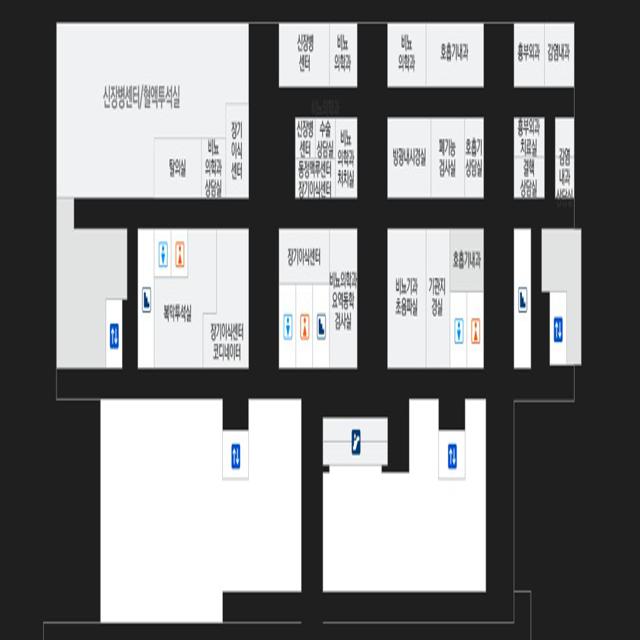 신장병
센터
비뇨
의학과
비뇨
의학과
호흡기내과
흉부외과
감염내과
신장병센터/혈액투석실
장기
이식
센터
탈의실
비뇨
의학과
상담실
비뇨의학과
신장병
센터
수술
상담실
동정맥루센터
장기이식센터
비뇨
의학과
처치실
방광내시경실
폐기능
검사실
호흡기
상담실
흉부외과
치료실
결핵
상담실
감염
내과
상담실
복막투석실
장기이식센터
코디네이터
장기이식센터
비뇨의학과
요역동학
검사실
비뇨기과
초음파실
기관지
경실
호흡기내과